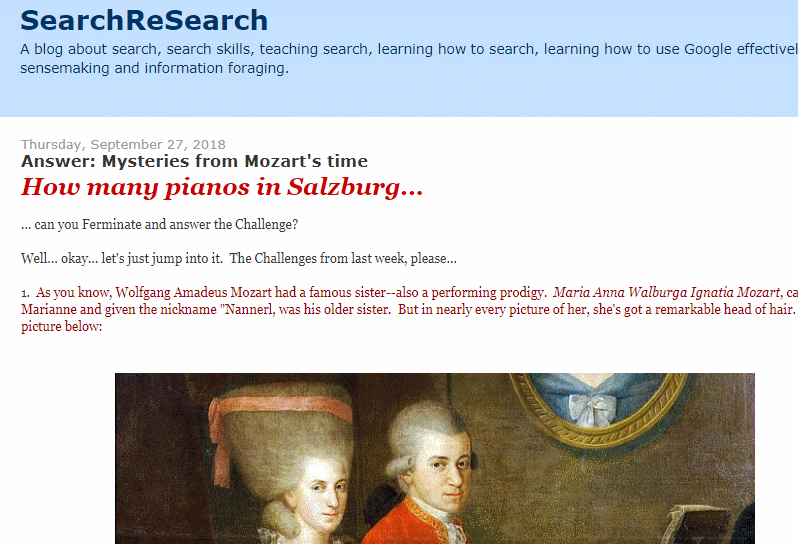 SearchReSearch
A blog about search, search skills, teaching search, learning how to search, learning how to use Google
sensemaking and information foraging.
Thursday, September 27, 2018
Answer: Mysteries from Mozart's time
How many pianos in Salzburg...
... can you Ferminate and answer the Challenge?
Well... okay... let's just jump into it.  The Challenges from last week, please...
1.  As you know, Wolfgang Amadeus Mozart had a famous sister--also a performing prodigy.  Maria Anna Walburga Ignatia Mozart,
Marianne and given the nickname "Nannerl, was his older sister.  But in nearly every picture of her, she's got a remarkable head of hair.
picture below: